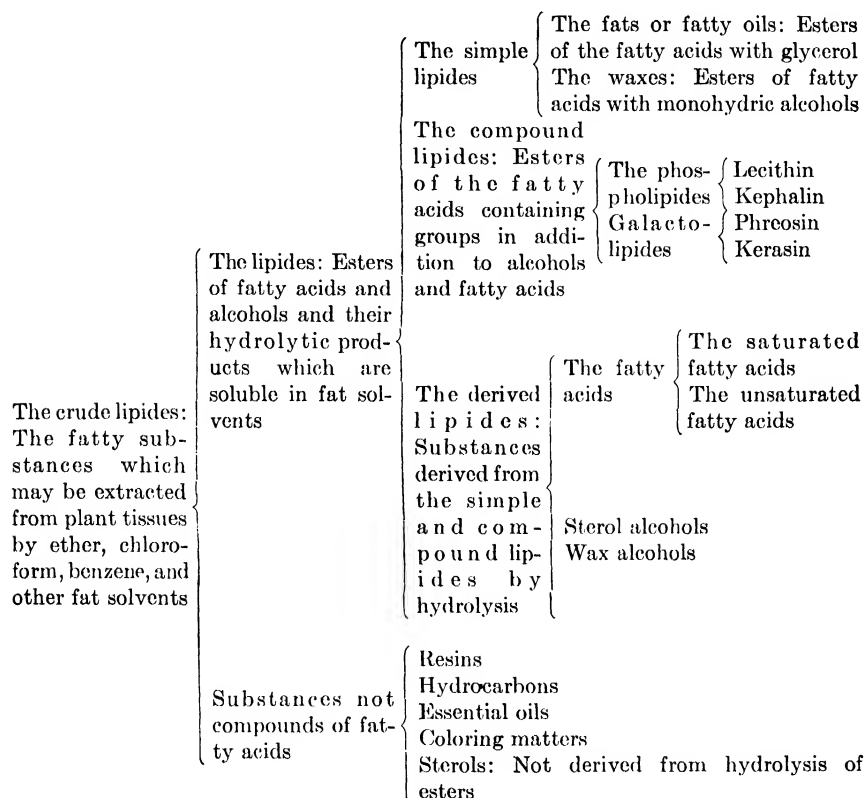 The crude lipides:
The fatty sub-
stances which
may be extracted
from plant tissues
by ether, chloro-
form, benzene, and
other fat solvents
The lipides: Esters
of fatty acids and
alcohols and their
hydrolytic prod-
ucts which are
soluble in fat sol-
vents
The simple
lipides
The fats or fatty oils: Esters
of the fatty acids with glycerol
The waxes: Esters of fatty
acids with monohydric alcohols
The compound
lipides: Esters
of the fatty
acids containing
groups in addi-
tion to alcohols
and fatty acids
The phos-
pholipides
Lecithin
Kephalin
Galacto-
lipides
Phreosin
Kerasin
The derived
lipides:
Substances
derived from
the simple
and com-
pound lip-
ides by
hydrolysis
The fatty
acids
The saturated
fatty acids
The unsaturated
fatty acids
Sterol alcohols
Wax alcohols
Substances not
compounds of fat-
ty acids
Resins
Hydrocarbons
Essential oils
Coloring matters
Sterols: Not derived from hydrolysis of
esters